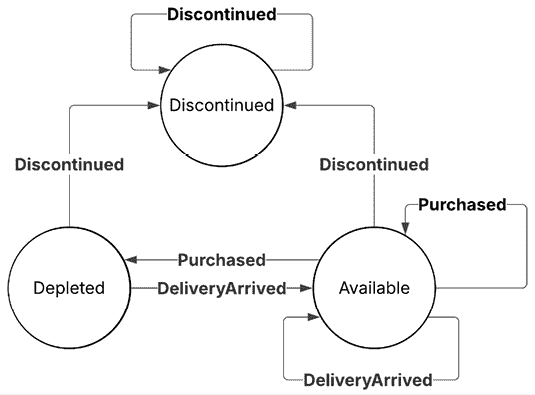 Discontinued
Discontinued
Discontinued
Discontinued
Purchased
Purchased
Depleted
DeliveryArrived
Available
DeliveryArrived